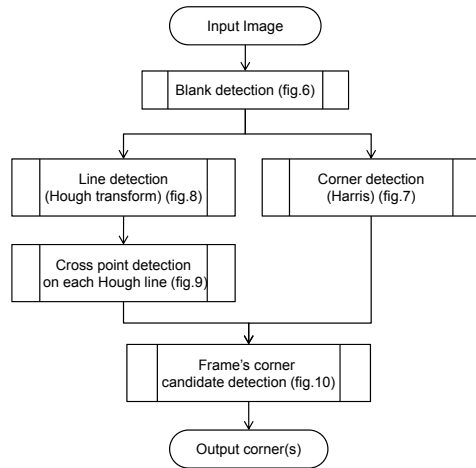 Input Image
Blank detection (fig.6)
Line detection
(Hough transform) (fig.8)
Corner detection
(Harris) (fig.7)
Cross point detection
on each Hough line (fig.9)
Frame's corner
candidate detection (fig.10)
Output corner(s)